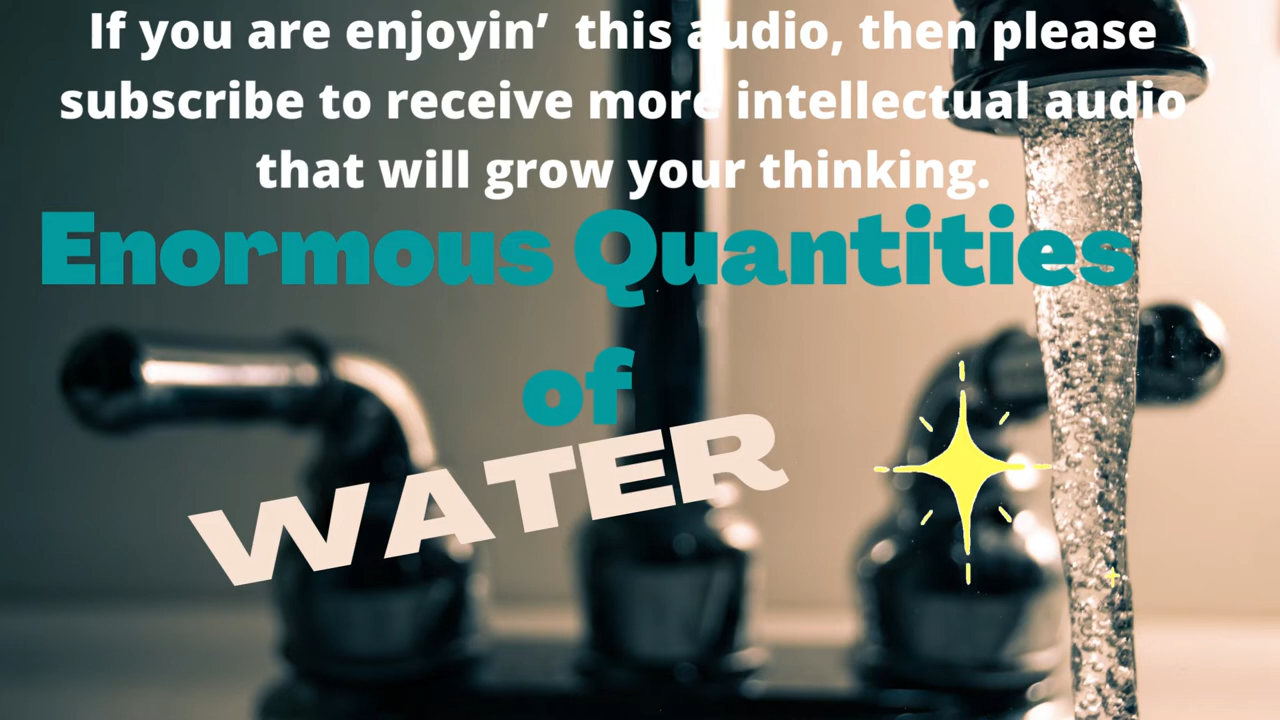 If you are enjoyin’  this audio, then please
subscribe to receive more intellectual audio
that will grow your thinking.
Enormous Quantities
of
WATER